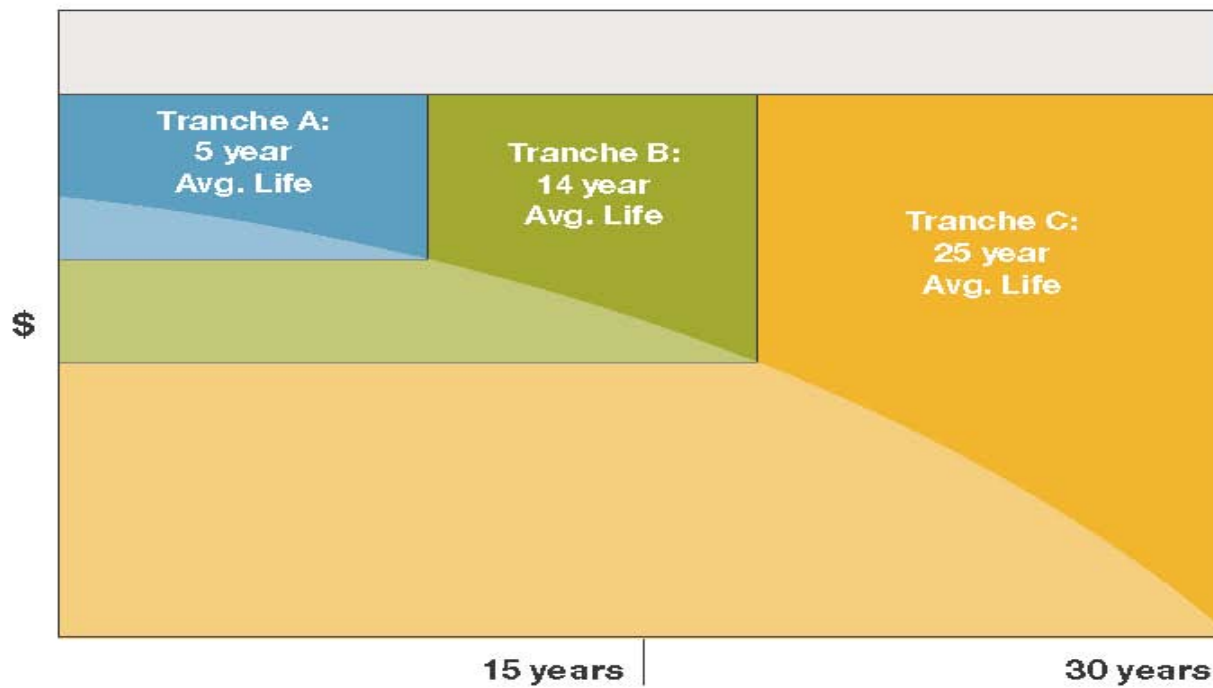 Tranche A:
5 year
Avg. Life
Tranche B:
14 year
Avg. Life
Tranche C:
25 year
Avg. Life
$
15 years
30 years